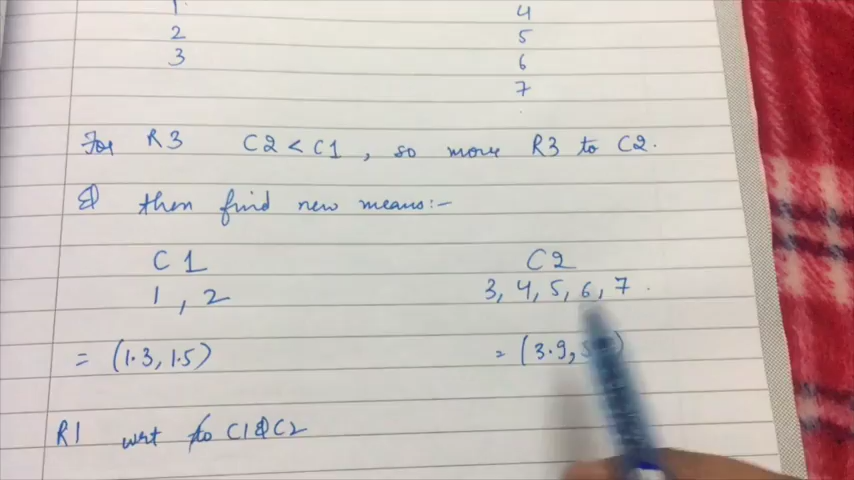 1 4
2 5
3 6
7
For R3 C2 < C1, so move R3 to C2.
& then find new means:-
C1 C2
1, 2 3, 4, 5, 6, 7.
= (1.3, 1.5) = (3.9, 5
R1 wrt to C1 & C2